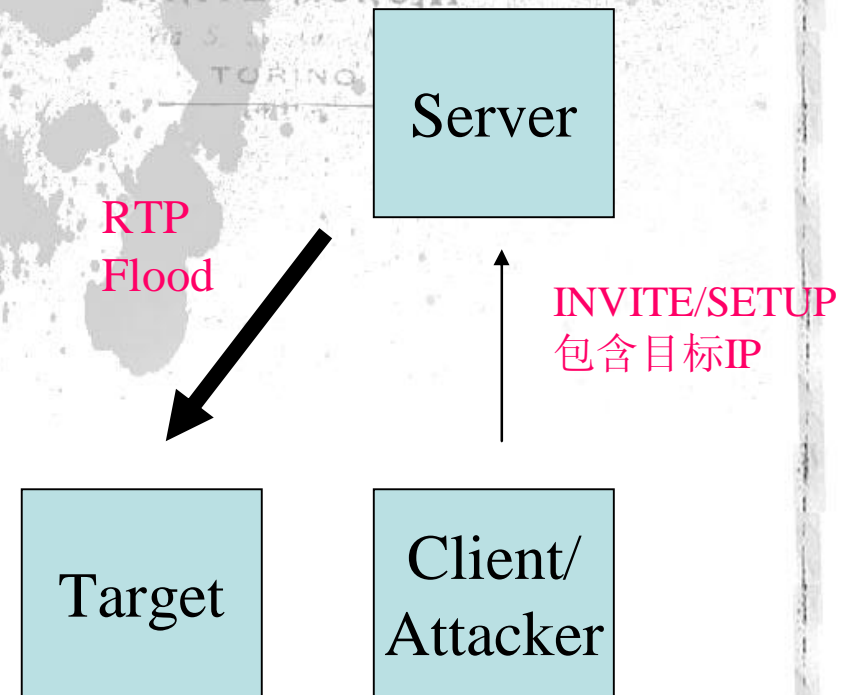 TORINO
Server
RTP
Flood
INVITE/SETUP
包含目标IP
Target
Client/
Attacker